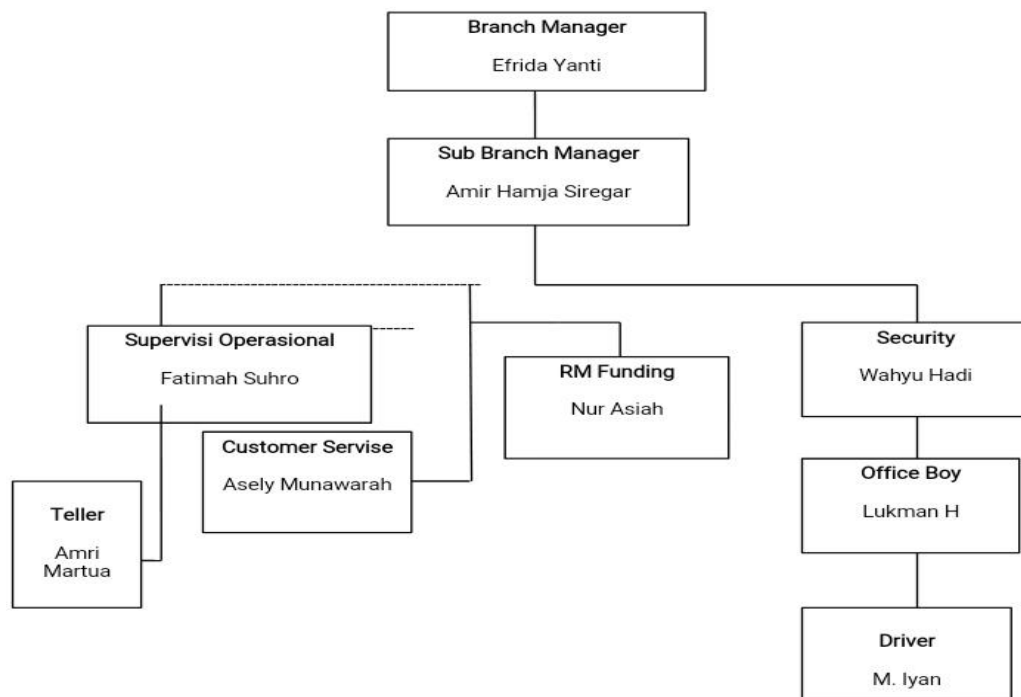 Branch Manager
Efrida Yanti
Sub Branch Manager
Amir Hamja Siregar
Supervisi Operasional
Fatimah Suhro
RM Funding
Nur Asiah
Security
Wahyu Hadi
Customer Servise
Asely Munawarah
Office Boy
Lukman H
Teller
Amri
Martua
Driver
M. Iyan